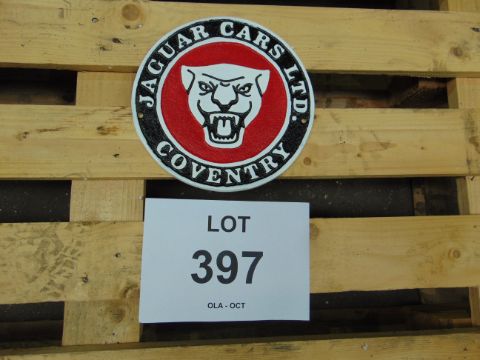 JAGUAR CARS LTD.
COVENTRY
LOT
397
OLA - OCT